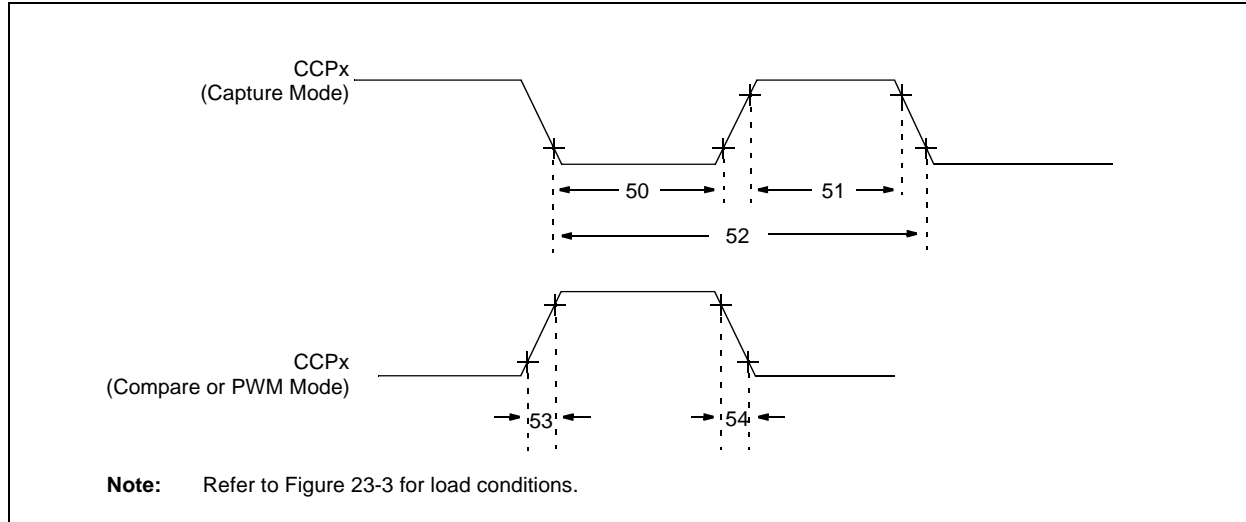 CCPx
(Capture Mode)
50
51
52
CCPx
(Compare or PWM Mode)
53
54
Note: Refer to Figure 23-3 for load conditions.